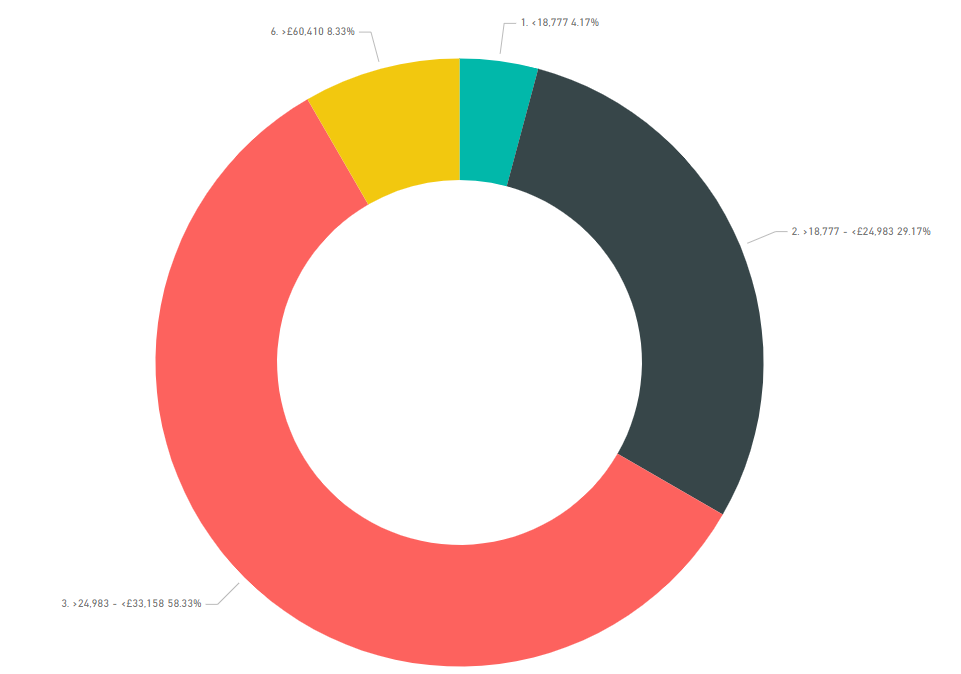 6. >£60,410 8.33%
1. <18,777 4.17%
2. >18,777 - <£24,983 29.17%
3. >24,983 - <£33,158 58.33%